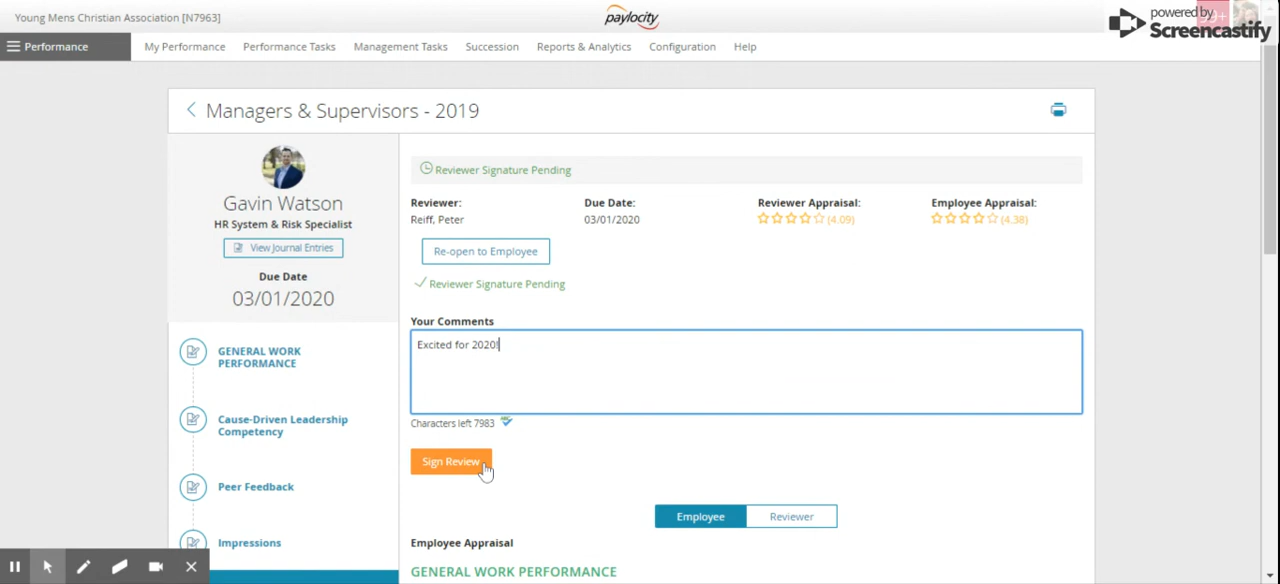 Young Mens Christian Association [N7963]
paylocity
powered by
Screencastify
Performance
My Performance
Performance Tasks
Management Tasks
Succession
Reports & Analytics
Configuration
Help
Managers & Supervisors - 2019
Gavin Watson
HR System & Risk Specialist
View Journal Entries
Due Date
03/01/2020
GENERAL WORK
PERFORMANCE
Cause-Driven Leadership
Competency
Peer Feedback
Impressions
Reviewer Signature Pending
Reviewer:
Reiff, Peter
Due Date:
03/01/2020
Reviewer Appraisal:
(4.09)
Employee Appraisal:
(4.38)
Re-open to Employee
Reviewer Signature Pending
Your Comments
Excited for 2020!
Characters left 7983
Sign Review
Employee
Reviewer
Employee Appraisal
GENERAL WORK PERFORMANCE